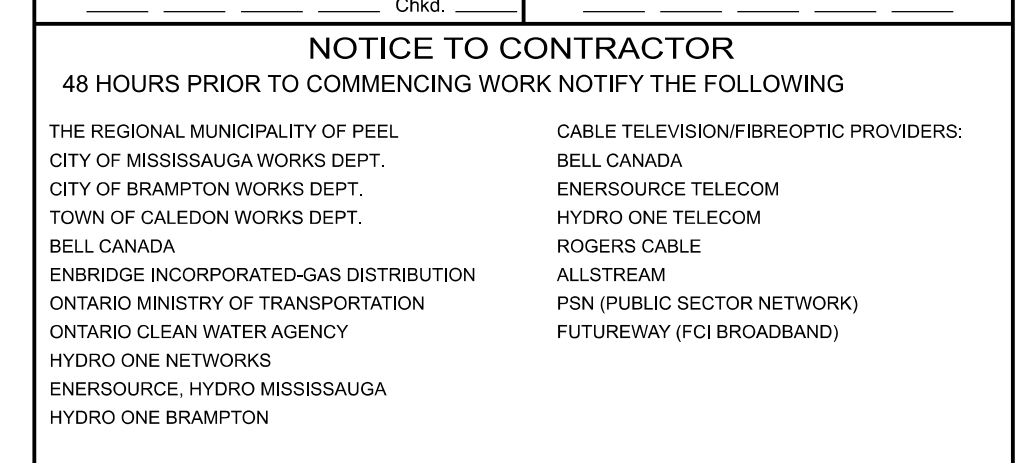 Chkd.
NOTICE TO CONTRACTOR
48 HOURS PRIOR TO COMMENCING WORK NOTIFY THE FOLLOWING
THE REGIONAL MUNICIPALITY OF PEEL
CITY OF MISSISSAUGA WORKS DEPT.
CITY OF BRAMPTON WORKS DEPT.
TOWN OF CALEDON WORKS DEPT.
BELL CANADA
ENBRIDGE INCORPORATED-GAS DISTRIBUTION
ONTARIO MINISTRY OF TRANSPORTATION
ONTARIO CLEAN WATER AGENCY
HYDRO ONE NETWORKS
ENERSOURCE, HYDRO MISSISSAUGA
HYDRO ONE BRAMPTON
CABLE TELEVISION/FIBREOPTIC PROVIDERS:
BELL CANADA
ENERSOURCE TELECOM
HYDRO ONE TELECOM
ROGERS CABLE
ALLSTREAM
PSN (PUBLIC SECTOR NETWORK)
FUTUREWAY (FCI BROADBAND)